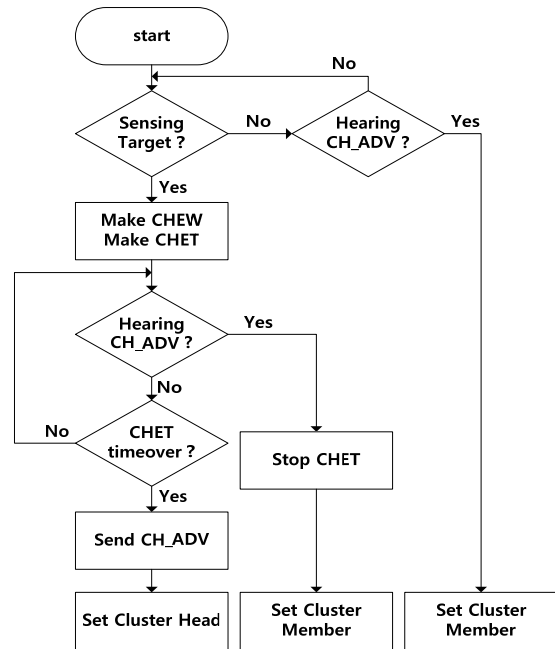 start
No
Sensing
Target ?
No
Hearing
CH_ADV ?
Yes
Yes
Make CHEW
Make CHET
Hearing
CH_ADV ?
Yes
No
No
CHET
timeover ?
Stop CHET
Yes
Send CH_ADV
Set Cluster Head
Set Cluster
Member
Set Cluster
Member